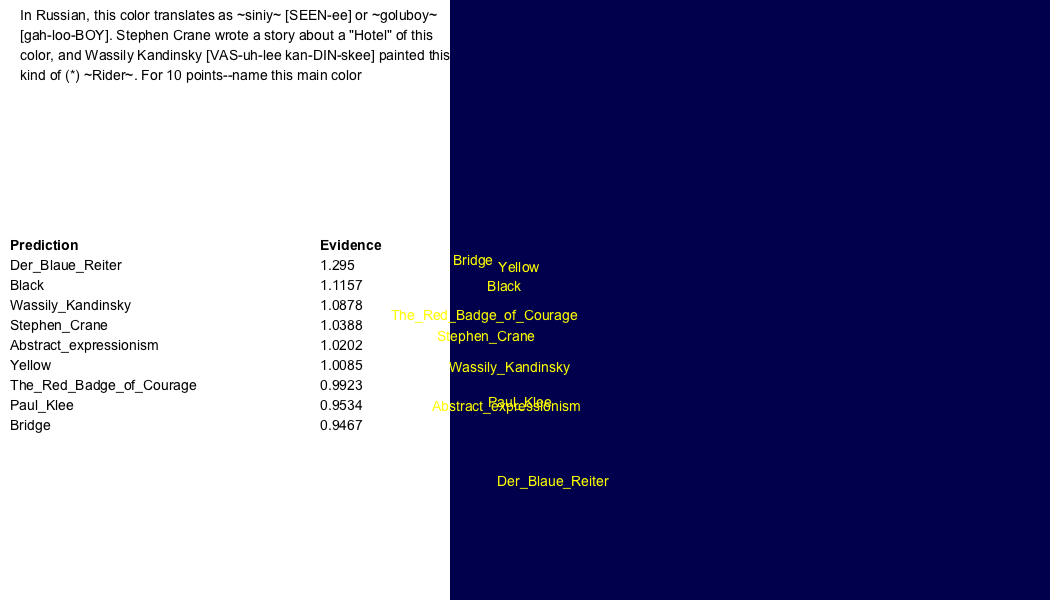 In Russian, this color translates as ~siniy~ [SEEN-ee] or ~goluboy~
[gah-loo-BOY]. Stephen Crane wrote a story about a "Hotel" of this
color, and Wassily Kandinsky [VAS-uh-lee kan-DIN-skee] painted this
kind of (*) ~Rider~. For 10 points--name this main color
Prediction Evidence
Der_Blaue_Reiter 1.295
Black 1.1157
Wassily_Kandinsky 1.0878
Stephen_Crane 1.0388
Abstract_expressionism 1.0202
Yellow 1.0085
The_Red_Badge_of_Courage 0.9923
Paul_Klee 0.9534
Bridge 0.9467
Bridge
Yellow
Black
The_Red_Badge_of_Courage
Stephen_Crane
Wassily_Kandinsky
Paul_Klee
Abstract_expressionism
Der_Blaue_Reiter